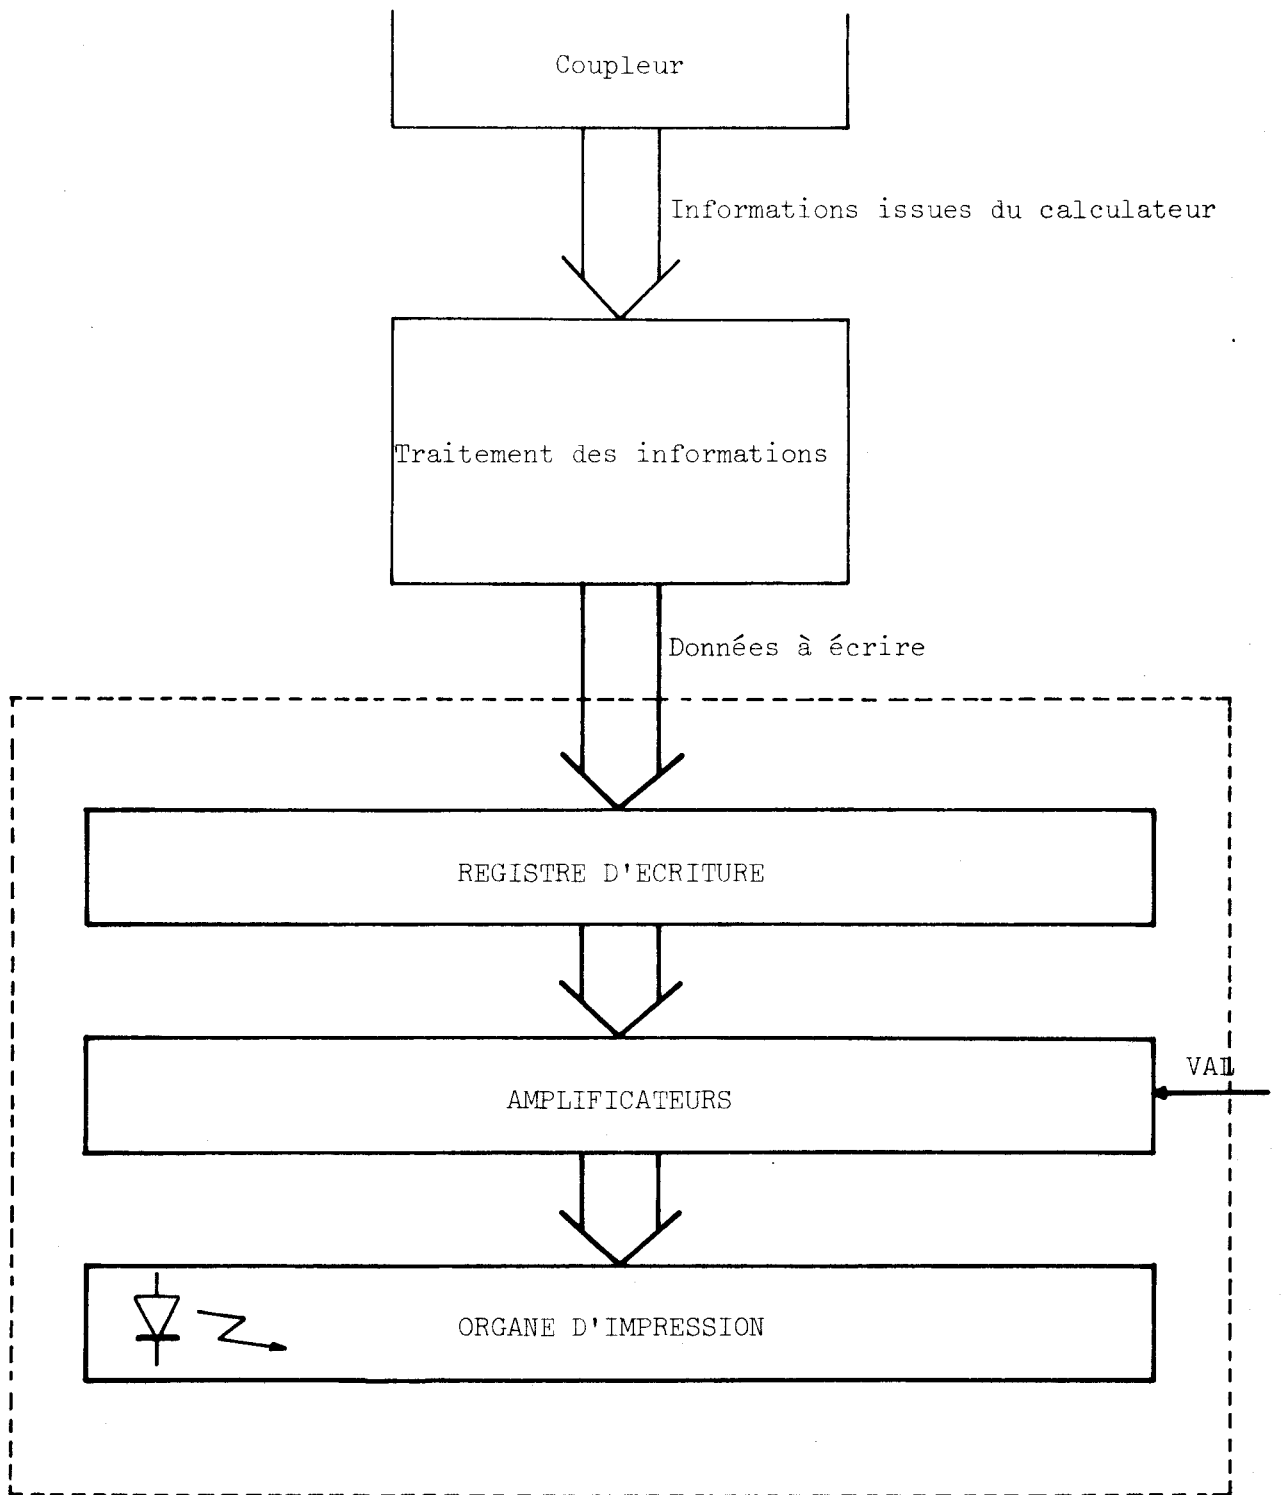 Coupleur
Informations issues du calculateur
Traitement des informations
Données à écrire
REGISTRE D'ECRITURE
VAL
AMPLIFICATEURS
ORGANE D'IMPRESSION